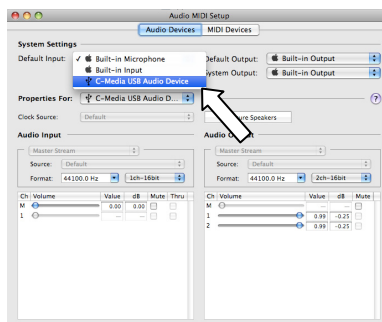 Audio MIDI Setup
Audio Devices MIDI Devices
System Settings
Default Input: ✓ Built-in Microphone
Built-in Input
C-Media USB Audio Device
Default Output: Built-in Output
System Output: Built-in Output
Properties For: C-Media USB Audio D... ?
Clock Source: Default
ure Speakers
Audio Input
Master Stream
Source: Default
Format: 44100.0 Hz 1ch-16bit
Ch Volume Value dB Mute Thru
M 0.00 0.00
1 -- --
Audio O t
Master Stream
Source: Default
Format: 44100.0 Hz 2ch-16bit
Ch Volume Value dB Mute
M -- --
1 0.99 -0.25
2 0.99 -0.25